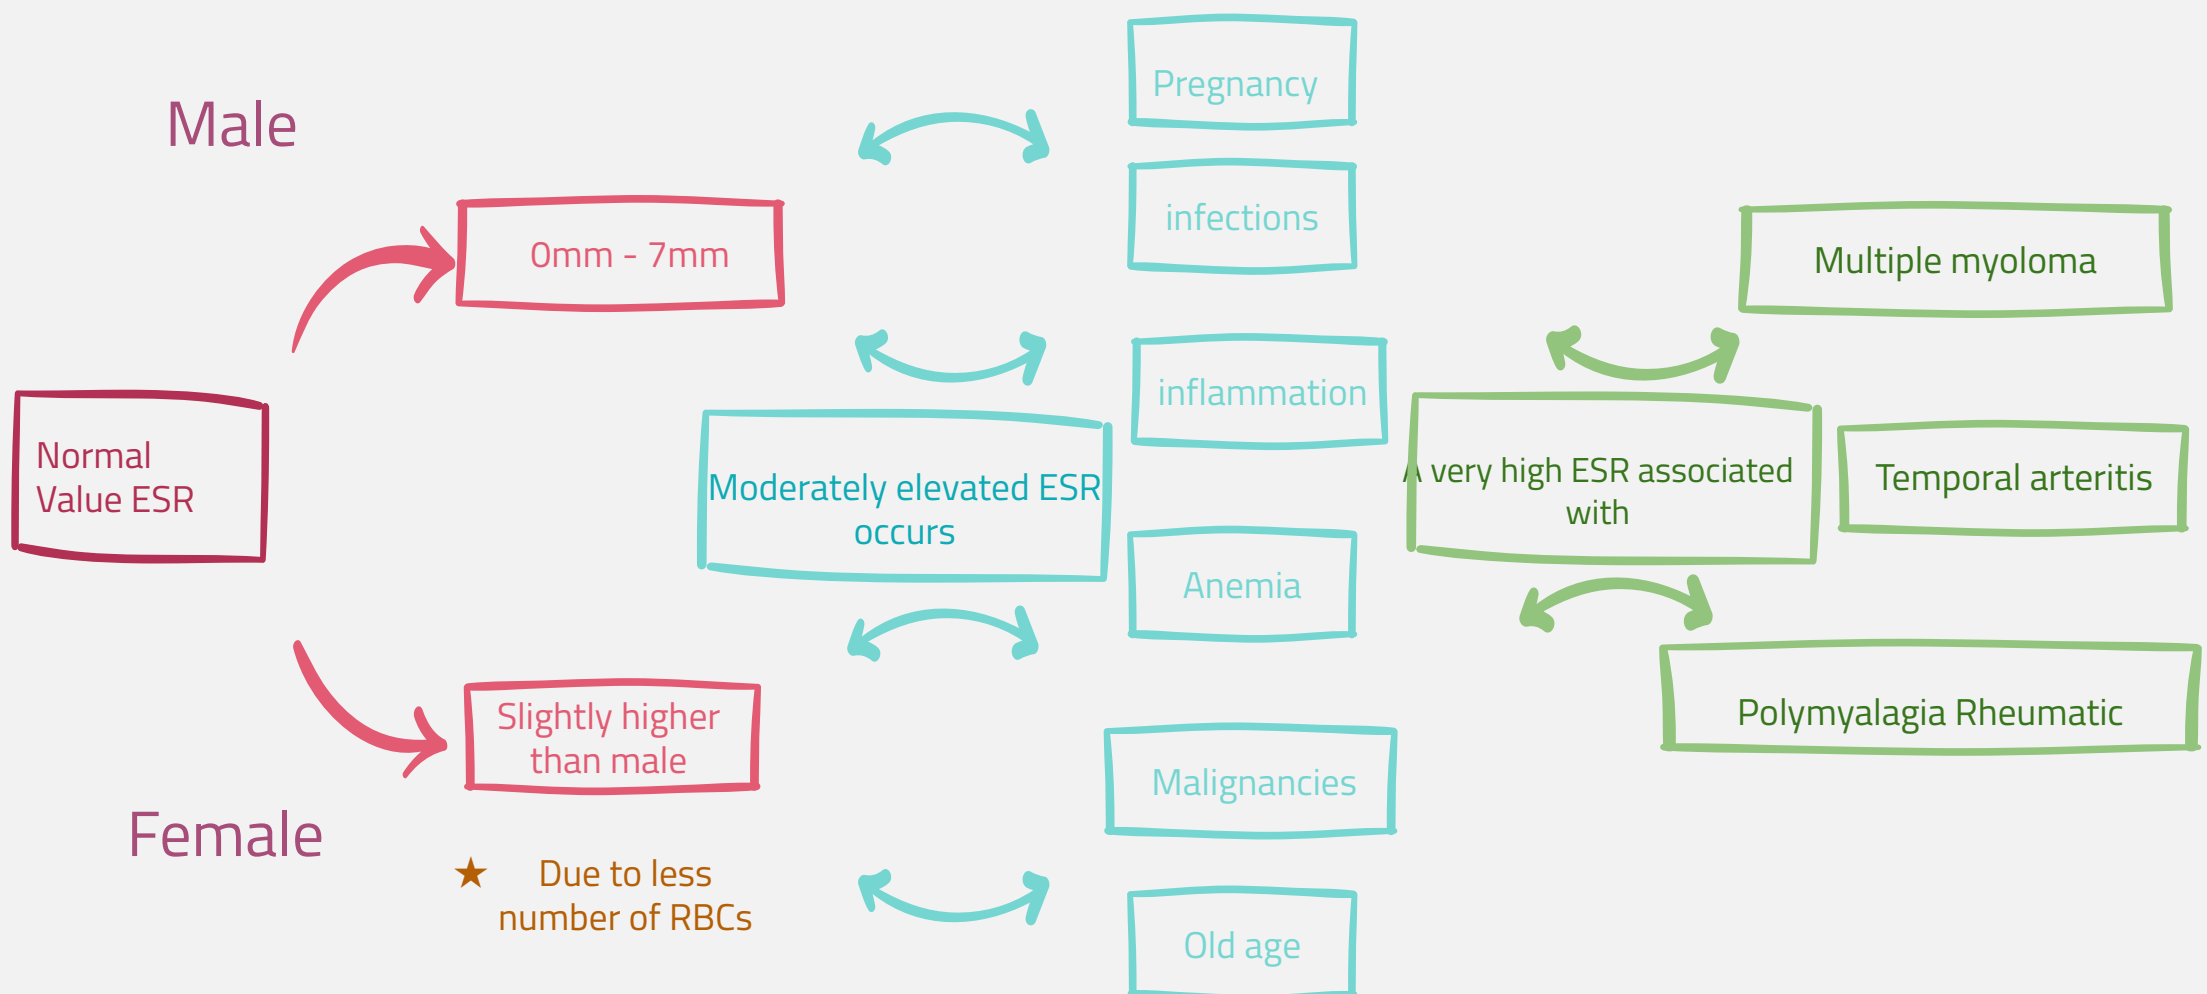 Male
0mm - 7mm
Normal
Value ESR
Slightly higher
than male
Female
★ Due to less
number of RBCs
Moderately elevated ESR
occurs
Pregnancy
infections
inflammation
Anemia
Malignancies
Old age
A very high ESR associated
with
Multiple myoloma
Temporal arteritis
Polymyalagia Rheumatic